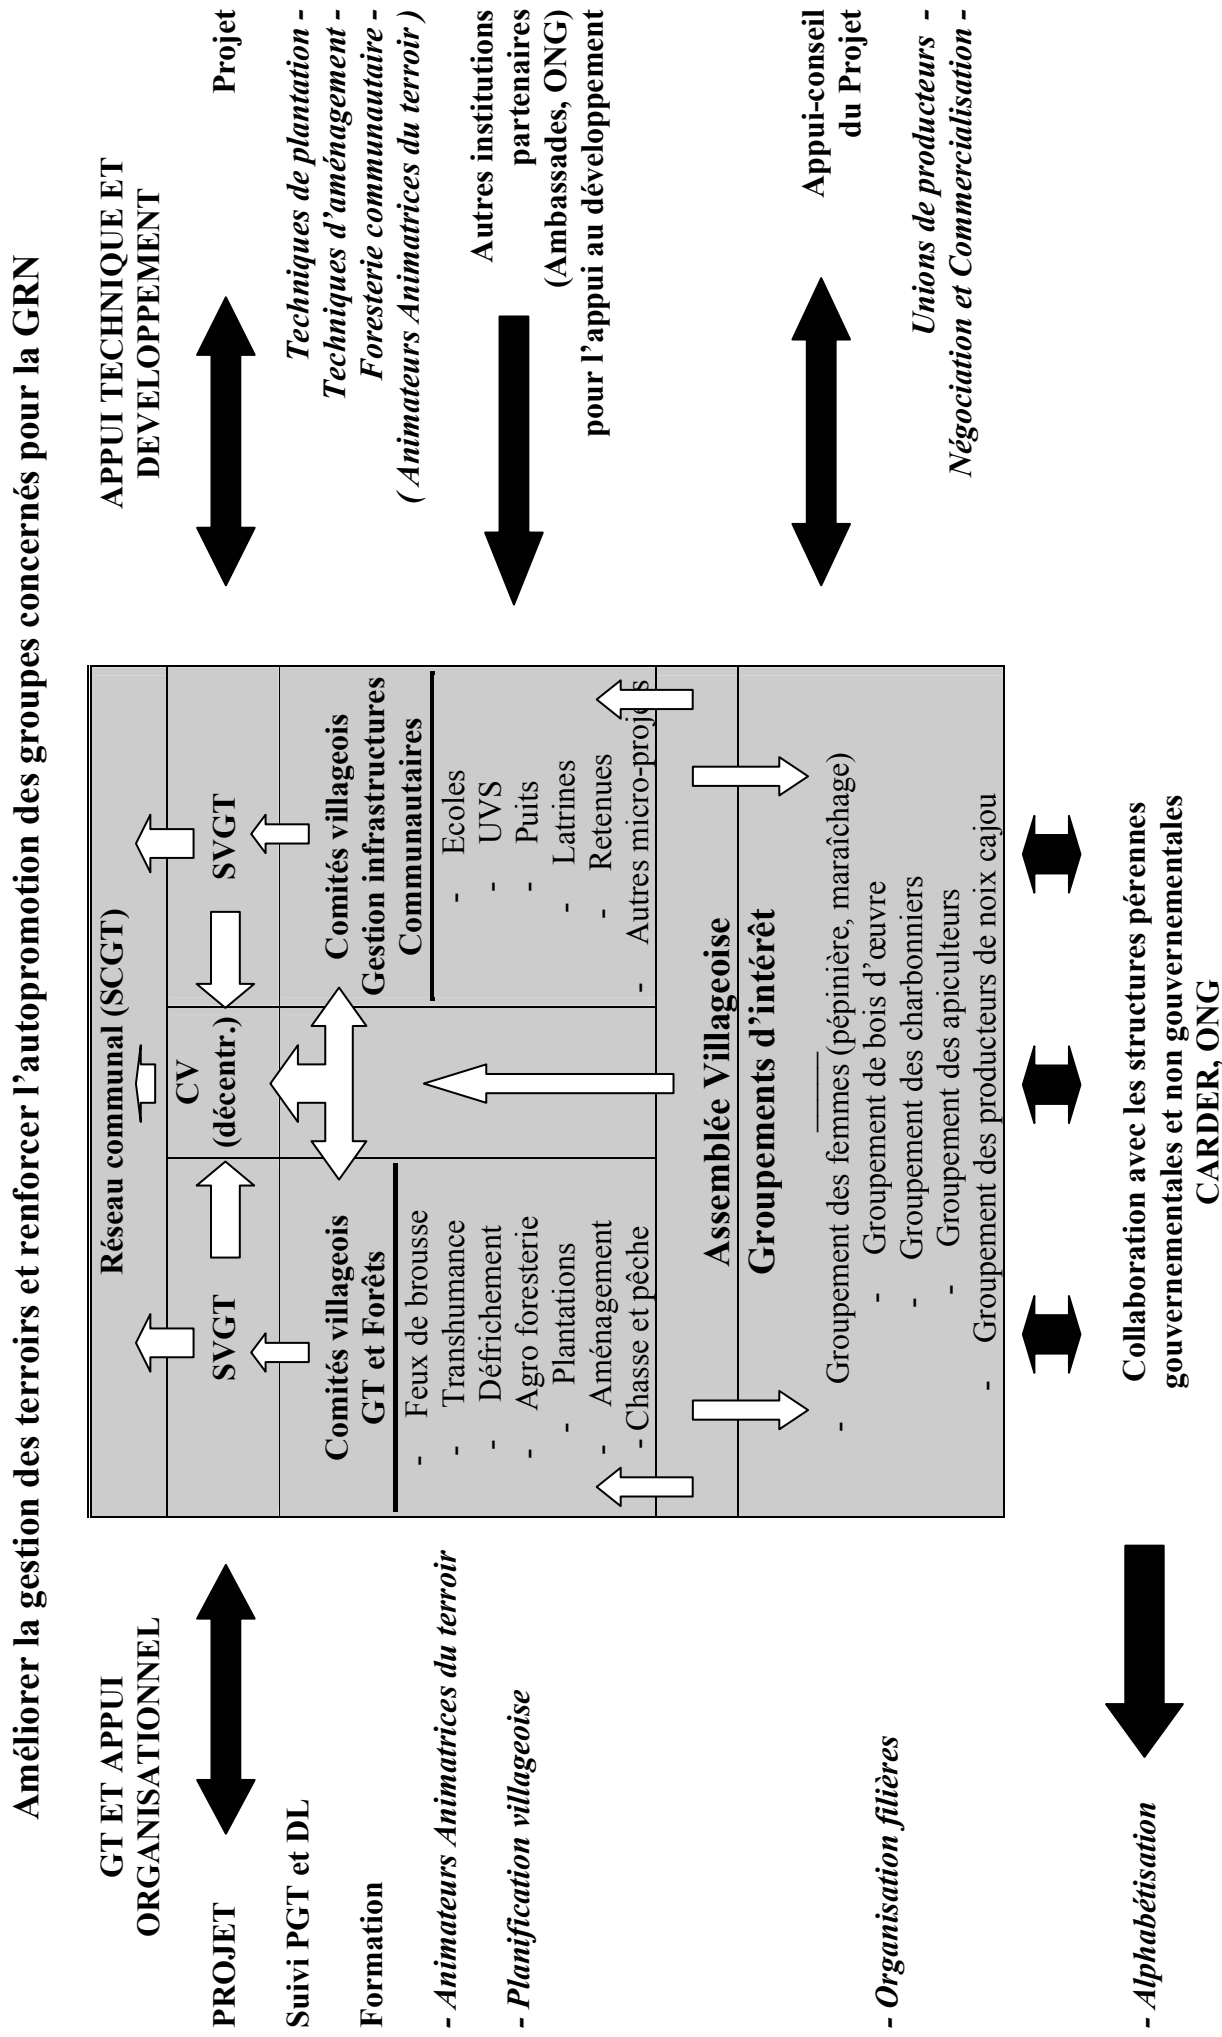 Améliorer la gestion des terroirs et renforcer l'autopromotion des groupes concernés pour la GRN
GT ET APPUI
ORGANISATIONNEL
PROJET
Suivi PGT et DL
Formation
- Animateurs Animatrices du terroir
- Planification villageoise
- Organisation filières
- Alphabétisation
Réseau communal (SCGT)
SVGT
CV
(décentr.)
SVGT
Comités villageois
GT et Forêts
- Feux de brousse
- Transhumance
- Défrichement
- Agro foresterie
- Plantations
- Aménagement
- Chasse et pêche
Comités villageois
Gestion infrastructures
Communautaires
- Ecoles
- UVS
- Puits
- Latrines
- Retenues
- Autres micro-projets
Assemblée Villageoise
Groupements d'intérêt
- Groupement des femmes (pépinière, maraîchage)
- Groupement de bois d'œuvre
- Groupement des charbonniers
- Groupement des apiculteurs
- Groupement des producteurs de noix cajou
Collaboration avec les structures pérennes
gouvernementales et non gouvernementales
CARDER, ONG
APPUI TECHNIQUE ET
DEVELOPPEMENT
Projet
Techniques de plantation -
Techniques d'aménagement -
Foresterie communautaire -
( Animateurs Animatrices du terroir )
Autres institutions
partenaires
(Ambassades, ONG)
pour l'appui au développement
Appui-conseil
du Projet
Unions de producteurs -
Négociation et Commercialisation -